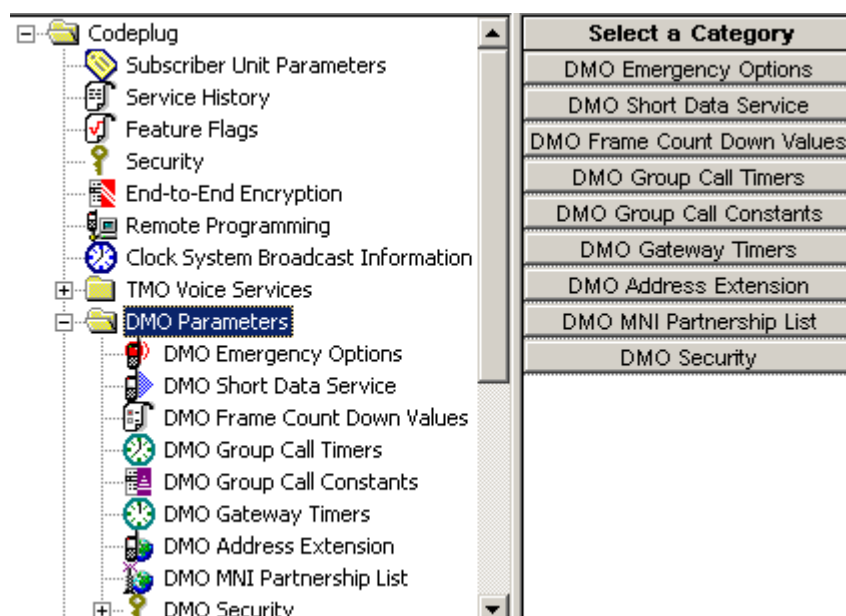 Codeplug
Subscriber Unit Parameters
Service History
Feature Flags
Security
End-to-End Encryption
Remote Programming
Clock System Broadcast Information
TMO Voice Services
DMO Parameters
DMO Emergency Options
DMO Short Data Service
DMO Frame Count Down Values
DMO Group Call Timers
DMO Group Call Constants
DMO Gateway Timers
DMO Address Extension
DMO MNI Partnership List
DMO Security
Select a Category
DMO Emergency Options
DMO Short Data Service
DMO Frame Count Down Values
DMO Group Call Timers
DMO Group Call Constants
DMO Gateway Timers
DMO Address Extension
DMO MNI Partnership List
DMO Security